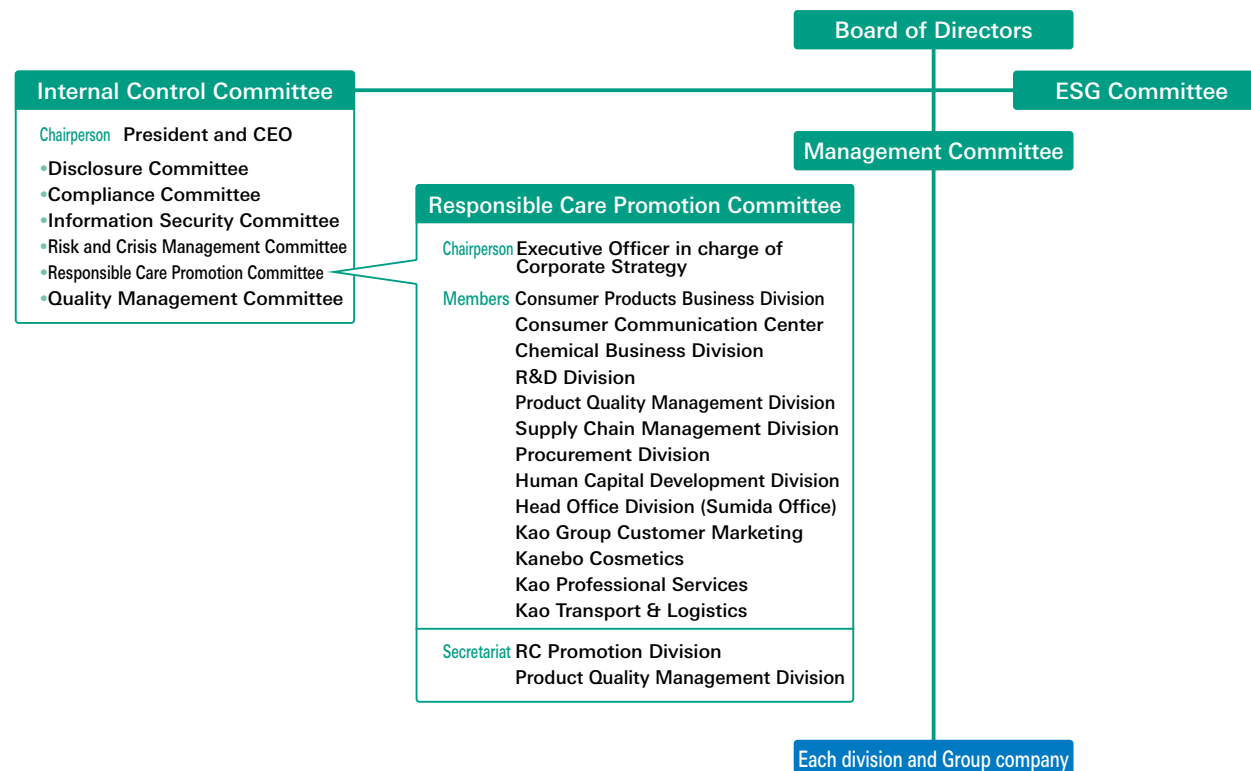 Board of Directors
Internal Control Committee
ESG Committee
Chairperson President and CEO
•Disclosure Committee
•Compliance Committee
•Information Security Committee
•Risk and Crisis Management Committee
•Responsible Care Promotion Committee
•Quality Management Committee
Management Committee
Responsible Care Promotion Committee
Chairperson Executive Officer in charge of
Corporate Strategy
Members Consumer Products Business Division
Consumer Communication Center
Chemical Business Division
R&D Division
Product Quality Management Division
Supply Chain Management Division
Procurement Division
Human Capital Development Division
Head Office Division (Sumida Office)
Kao Group Customer Marketing
Kanebo Cosmetics
Kao Professional Services
Kao Transport & Logistics
Secretariat RC Promotion Division
Product Quality Management Division
Each division and Group company